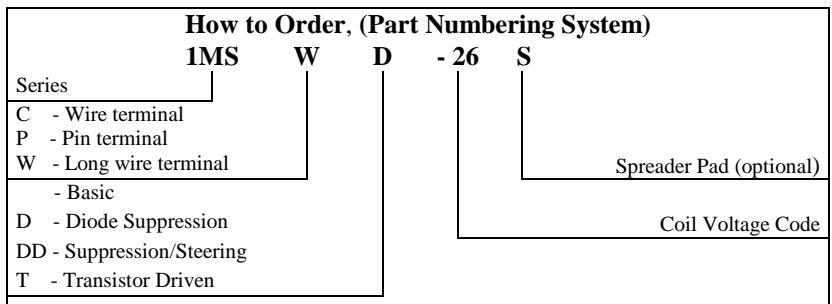 How to Order, (Part Numbering System)
1MS W D - 26 S
Series
C - Wire terminal
P - Pin terminal
W - Long wire terminal
Spreader Pad (optional)
- Basic
D - Diode Suppression
Coil Voltage Code
DD - Suppression/Steering
T - Transistor Driven